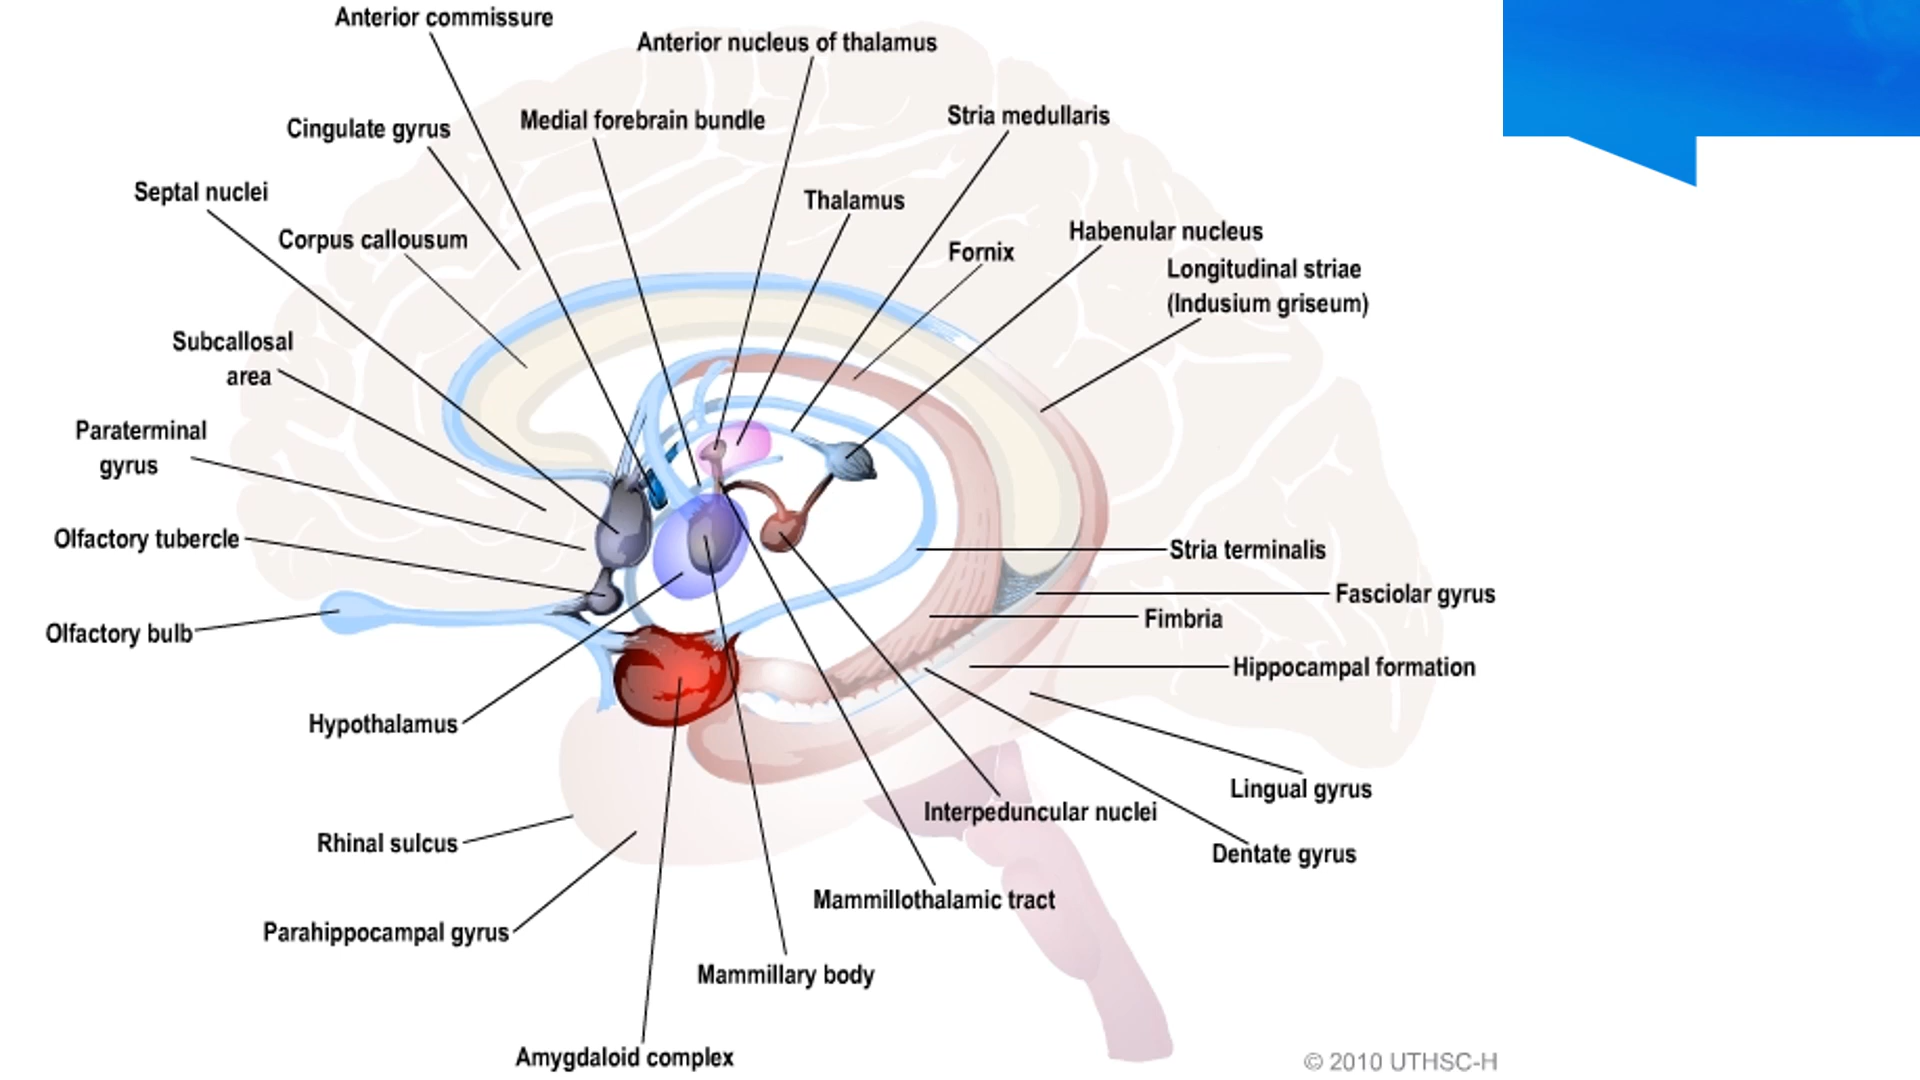 Anterior commissure
Anterior nucleus of thalamus
Cingulate gyrus
Medial forebrain bundle
Stria medullaris
Septal nuclei
Thalamus
Corpus callousum
Fornix
Habenular nucleus
Longitudinal striae
(Indusium griseum)
Subcallosal
area
Paraterminal
gyrus
Olfactory tubercle
Stria terminalis
Fasciolar gyrus
Olfactory bulb
Fimbria
Hippocampal formation
Hypothalamus
Lingual gyrus
Interpeduncular nuclei
Rhinal sulcus
Dentate gyrus
Mammillothalamic tract
Parahippocampal gyrus
Mammillary body
Amygdaloid complex
© 2010 UTHSC-H